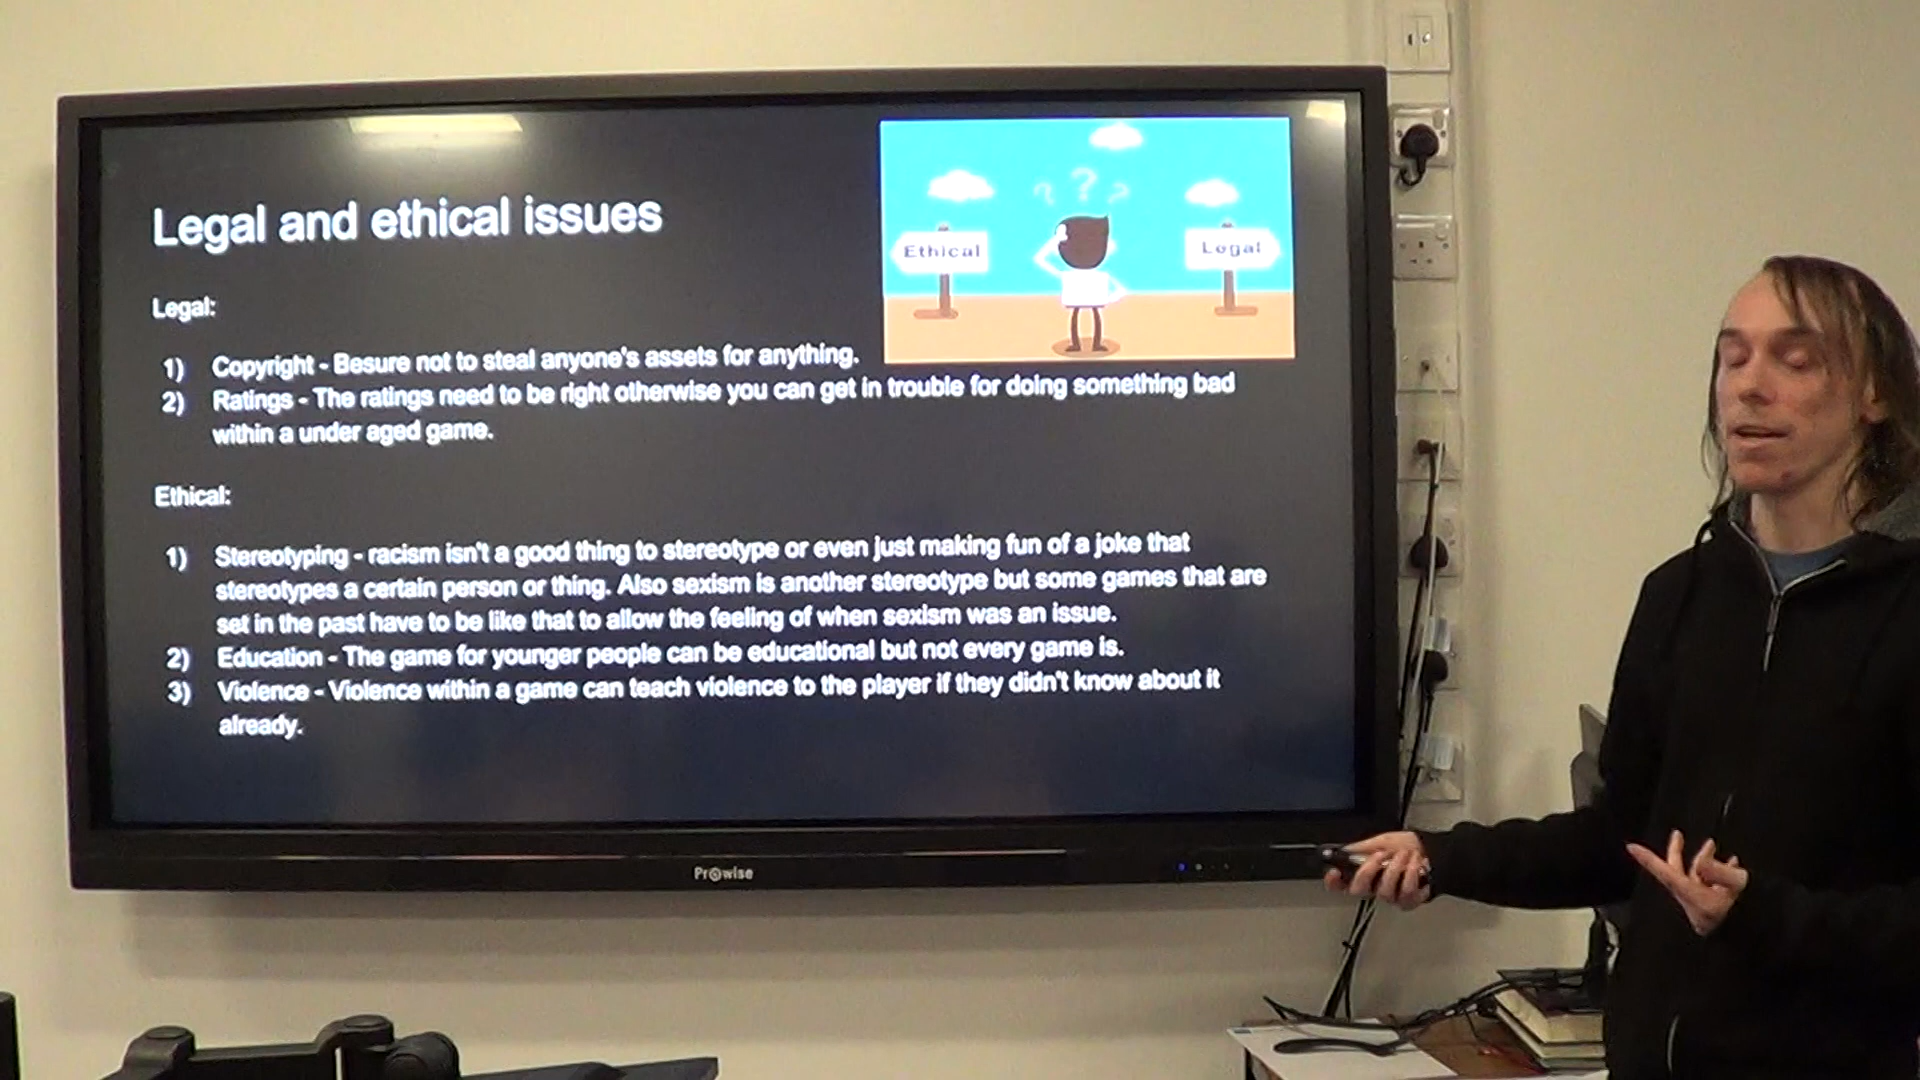 Legal and ethical issues
Ethical
Legal
???
Legal:
1) Copyright - Besure not to steal anyone's assets for anything.
2) Ratings - The ratings need to be right otherwise you can get in trouble for doing something bad
within a under aged game.
Ethical:
1) Stereotyping - racism isn't a good thing to stereotype or even just making fun of a joke that
stereotypes a certain person or thing. Also sexism is another stereotype but some games that are
set in the past have to be like that to allow the feeling of when sexism was an issue.
2) Education - The game for younger people can be educational but not every game is.
3) Violence - Violence within a game can teach violence to the player if they didn't know about it
already.
Prowise